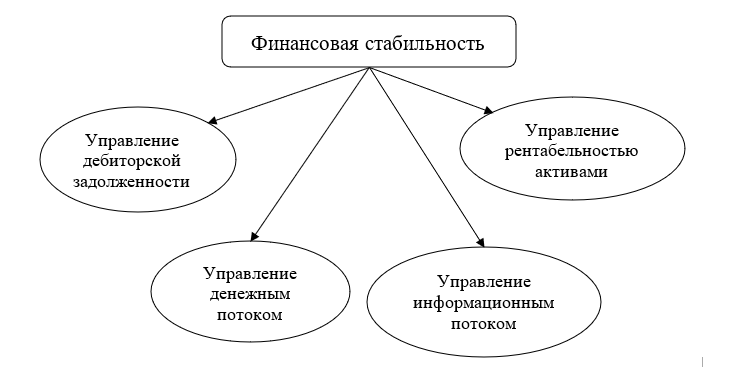 Финансовая стабильность
Управление
дебиторской
задолженности
Управление
рентабельностью
активами
Управление
денежным
потоком
Управление
информационным
потоком